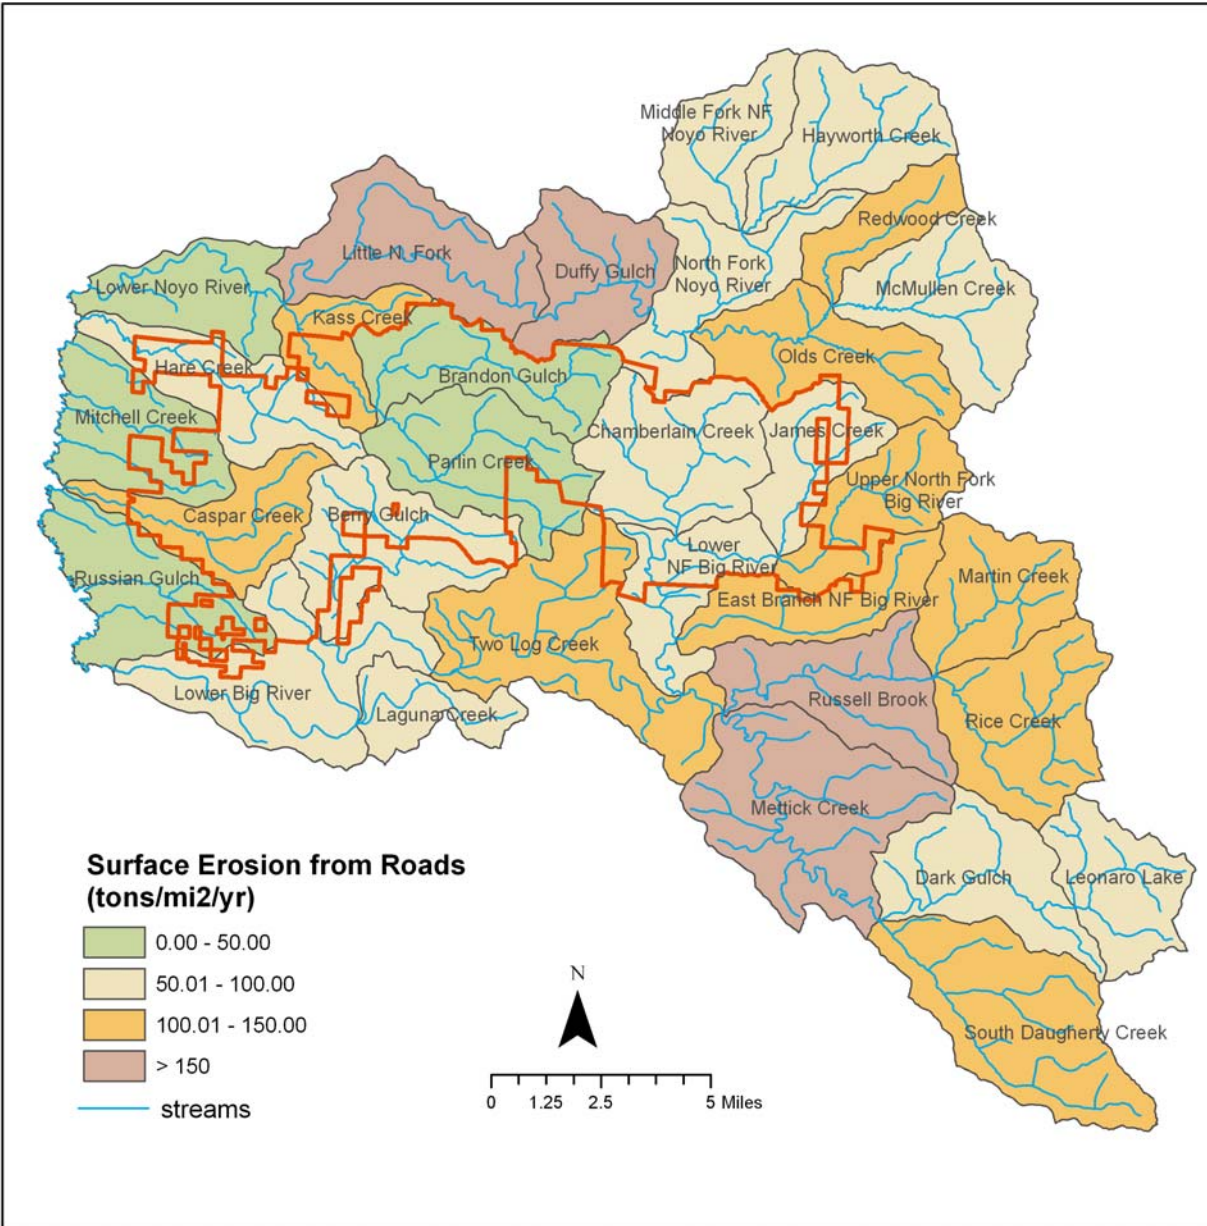 Middle Fork NF
Noyo River
Hayworth Creek
Redwood Creek
Little N. Fork
Duffy Gulch
North Fork
Noyo River
McMullen Creek
Lower Noyo River
Kass Creek
Olds Creek
Hare Creek
Brandon Gulch
Mitchell Creek
Chamberlain Creek
James Creek
Parlin Creek
Upper North Fork
Big River
Caspar Creek
Berry Gulch
Lower
NF Big River
Russian Gulch
Martin Creek
East Branch NF Big River
Two Log Creek
Lower Big River
Russell Brook
Laguna Creek
Rice Creek
Mettick Creek
Dark Gulch
Leonaro Lake
South Daugherty Creek
Surface Erosion from Roads
(tons/mi2/yr)
0.00 - 50.00
50.01 - 100.00
100.01 - 150.00
> 150
streams
N
0 1.25 2.5 5 Miles